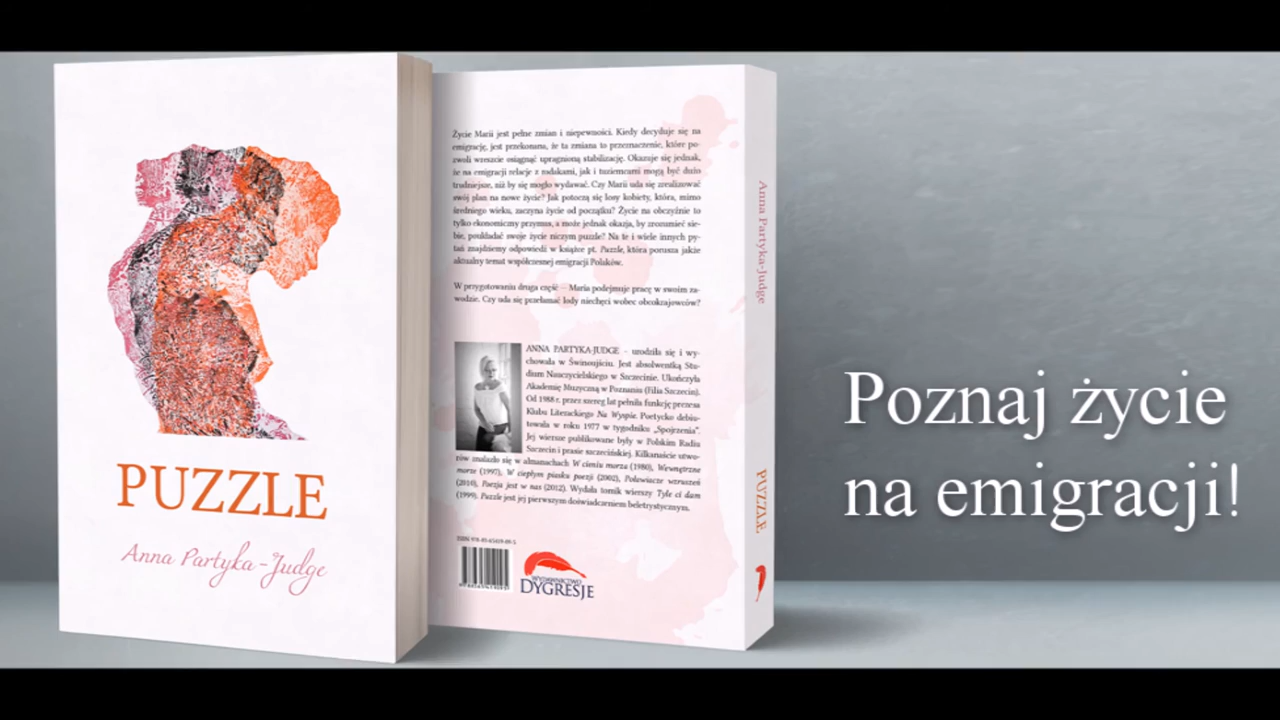 PUZZLE
Anna Partyka-Judge
Życie Marii jest pełne zmian i niepewności. Kiedy decyduje się na
emigrację, jest przekonana, że ta zmiana to przeznaczenie, które po-
zwoli wreszcie osiągnąć upragnioną stabilizację. Okazuje się jednak,
że na emigracji relacje z rodakami, jak i tuziemcami mogą być dużo
trudniejsze, niż by się mogło wydawać. Czy Marii uda się zrealizować
swój plan na nowe życie? Jak potoczą się losy kobiety, która, mimo
średniego wieku, zaczyna życie od początku? Życie na obczyźnie to
tylko ekonomiczny przymus, a może jednak okazja, by zrozumieć sie-
bie, poukładać swoje życie niczym puzzle? Na te i wiele innych py-
tań znajdziemy odpowiedzi w książce pt. Puzzle, która porusza jakże
aktualny temat współczesnej emigracji Polaków.
W przygotowaniu druga część – Maria podejmuje pracę w swoim za-
wodzie. Czy uda się przełamać lody niechęci wobec obcokrajowców?
ANNA PARTYKA-JUDGE – urodziła się i wy-
chowała w Świnoujściu. Jest absolwentką Stu-
dium Nauczycielskiego w Szczecinie. Ukończyła
Akademię Muzyczną w Poznaniu (Filia Szczecin).
Od 1988 r. przez szereg lat pełniła funkcję prezesa
Klubu Literackiego Na Wyspie. Poetycko debiu-
towała w roku 1977 w tygodniku „Spojrzenia".
Jej wiersze publikowane były w Polskim Radiu
Szczecin i prasie szczecińskiej. Kilkanaście utwo-
rów znalazło się w almanachach W cieniu morza (1980), Wewnętrzne
morze (1997), W ciepłym piasku poezji (2002), Poławiacze wzruszeń
(2010), Poezja jest w nas (2012). Wydała tomik wierszy Tyle ci dam
(1999). Puzzle jest jej pierwszym doświadczeniem beletrystycznym.
WYDAWNICTWO
DYGRESJE
Anna Partyka-Judge
PUZZLE
Poznaj życie
na emigracji!